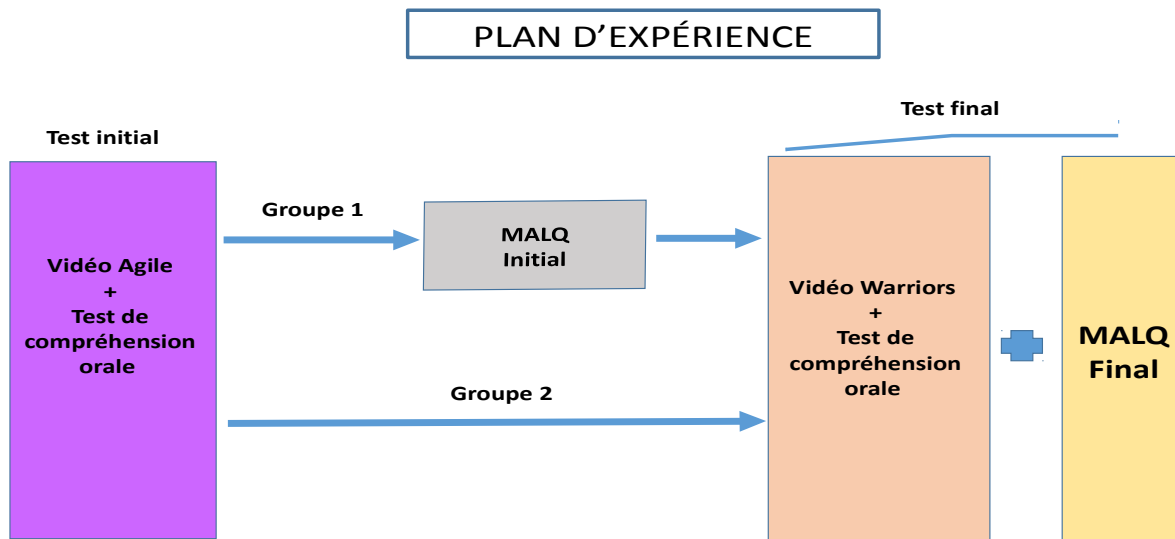 PLAN D'EXPÉRIENCE
Test final
Test initial
Groupe 1
MALQ
Initial
Vidéo Agile
+
Test de
compréhension
orale
Vidéo Warriors
+
Test de
compréhension
orale
MALQ
Final
Groupe 2